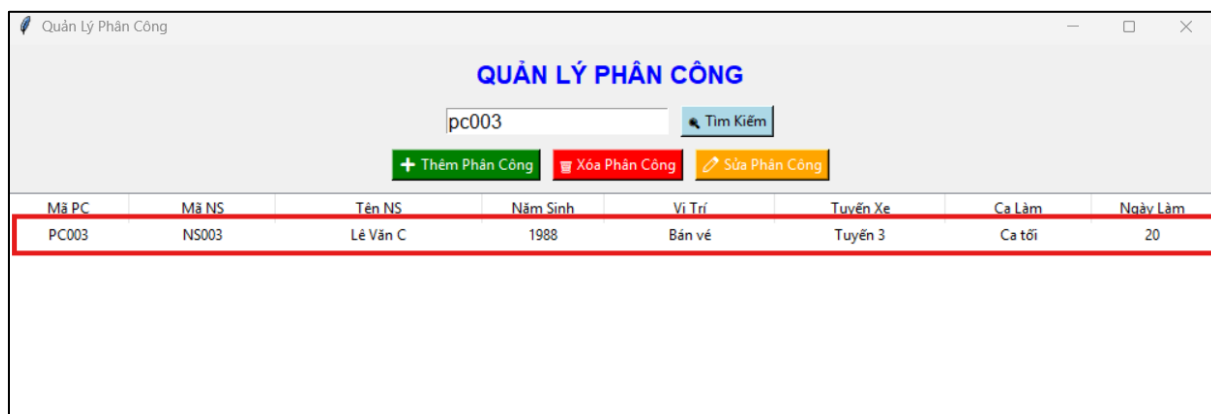 Quản Lý Phân Công
QUẢN LÝ PHÂN CÔNG
pc003 Tìm Kiếm
Thêm Phân Công Xóa Phân Công Sửa Phân Công
Mã PC Mã NS Tên NS Năm Sinh Vị Trí Tuyến Xe Ca Làm Ngày Làm
PC003 NS003 Lê Văn C 1988 Bán vé Tuyến 3 Ca tối 20